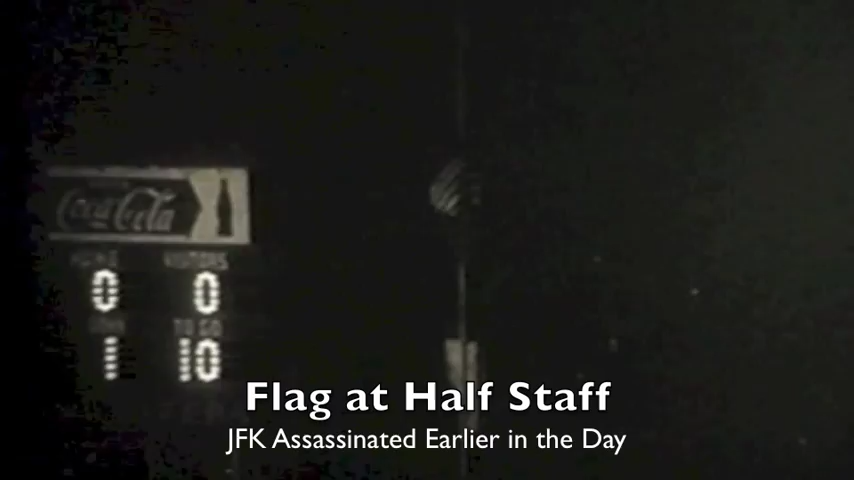 Coca-Cola
HOME VISITORS
0 0
DOWN TO GO
1 10
Flag at Half Staff
JFK Assassinated Earlier in the Day